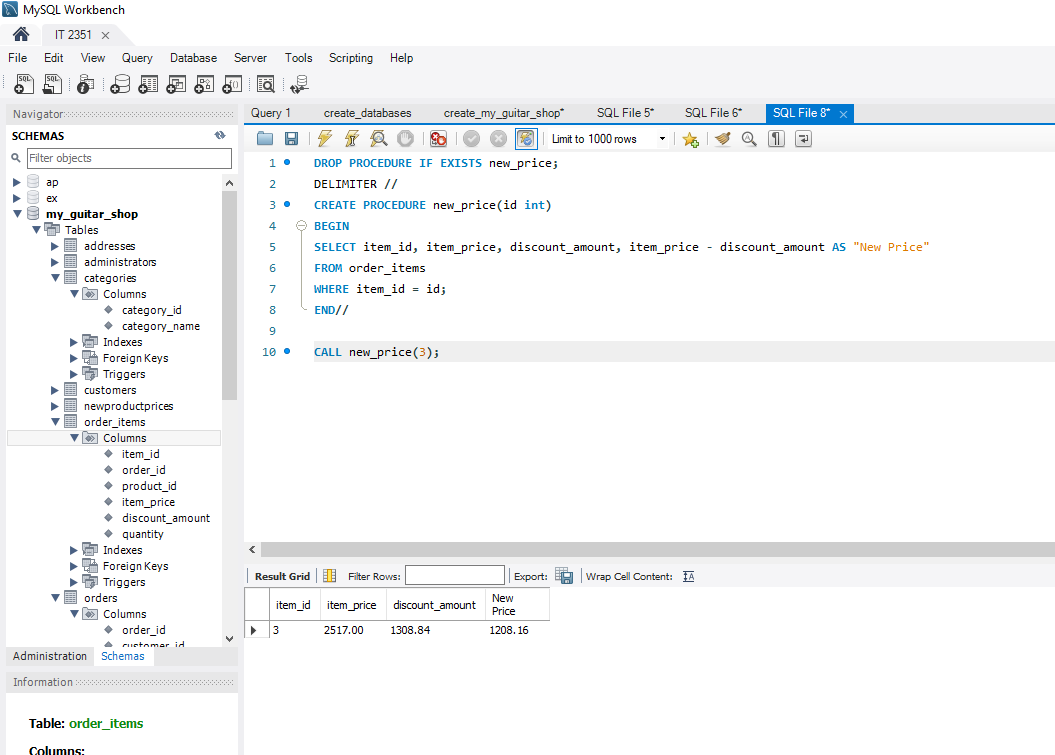 MySQL Workbench
IT 2351
File Edit View Query Database Server Tools Scripting Help
Navigator
SCHEMAS
Filter objects
ap
ex
my_guitar_shop
Tables
addresses
administrators
categories
Columns
category_id
category_name
Indexes
Foreign Keys
Triggers
customers
newproductprices
order_items
Columns
item_id
order_id
product_id
item_price
discount_amount
quantity
Indexes
Foreign Keys
Triggers
orders
Columns
order_id
customer_id
Administration Schemas
Information
Table: order_items
Columns:
Query 1 create_databases create_my_guitar_shop* SQL File 5* SQL File 6* SQL File 8*
Limit to 1000 rows
1 DROP PROCEDURE IF EXISTS new_price;
2 DELIMITER //
3 CREATE PROCEDURE new_price(id int)
4 BEGIN
5 SELECT item_id, item_price, discount_amount, item_price - discount_amount AS "New Price"
6 FROM order_items
7 WHERE item_id = id;
8 END//
9
10 CALL new_price(3);
Result Grid Filter Rows: Export: Wrap Cell Content:
item_id item_price discount_amount New Price
3 2517.00 1308.84 1208.16